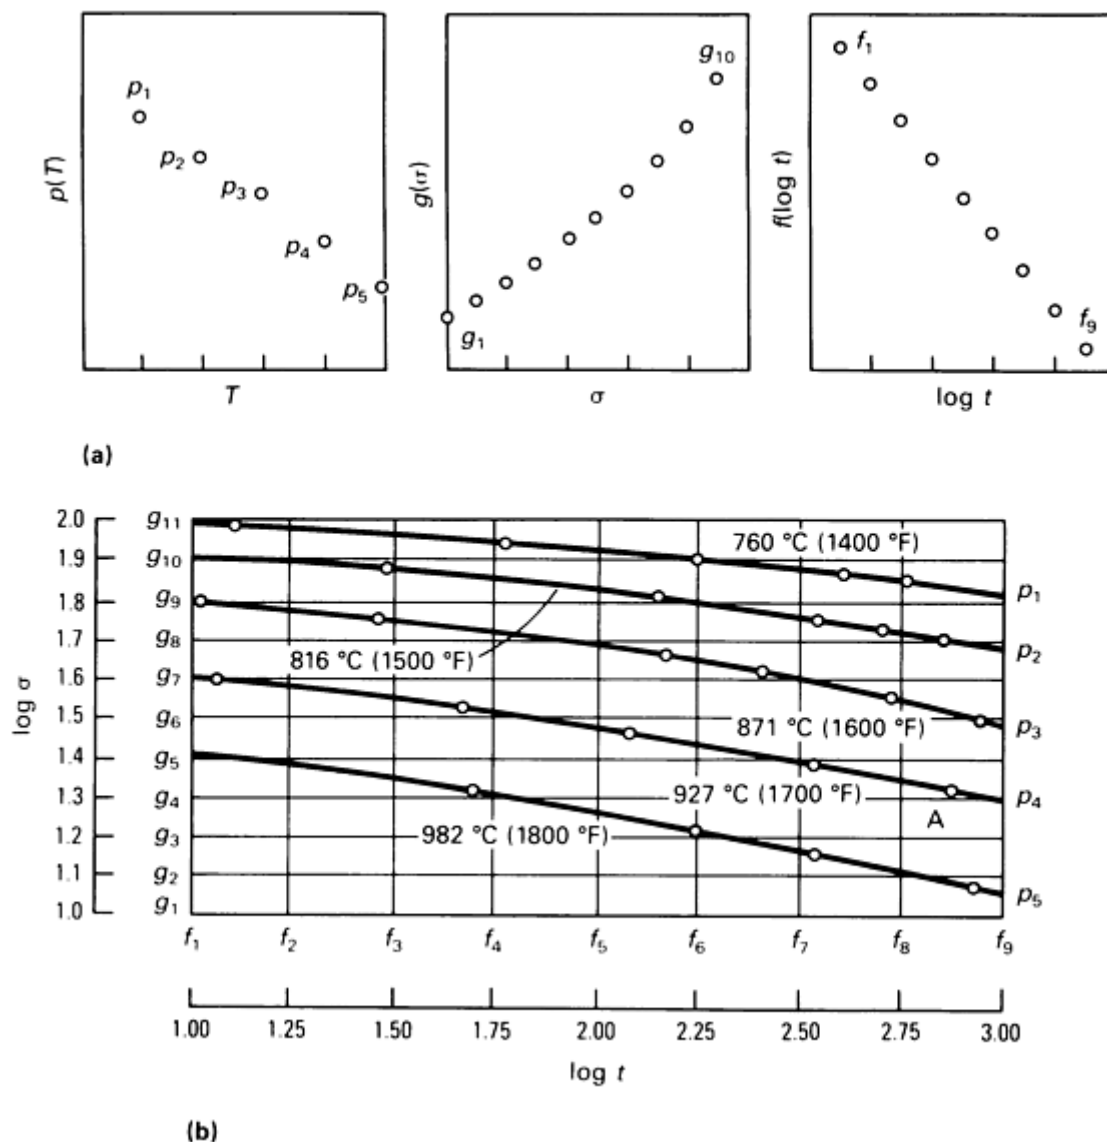 p1
p2
p3
p4
p5
p(T)
T
g10
g1
g(σ)
σ
f1
f9
f(log t)
log t
(a)
2.0
1.9
1.8
1.7
1.6
1.5
1.4
1.3
1.2
1.1
1.0
log σ
g11
g10
g9
g8
g7
g6
g5
g4
g3
g2
g1
760 °C (1400 °F)
816 °C (1500 °F)
871 °C (1600 °F)
927 °C (1700 °F)
A
982 °C (1800 °F)
p1
p2
p3
p4
p5
f1 f2 f3 f4 f5 f6 f7 f8 f9
1.00 1.25 1.50 1.75 2.00 2.25 2.50 2.75 3.00
log t
(b)